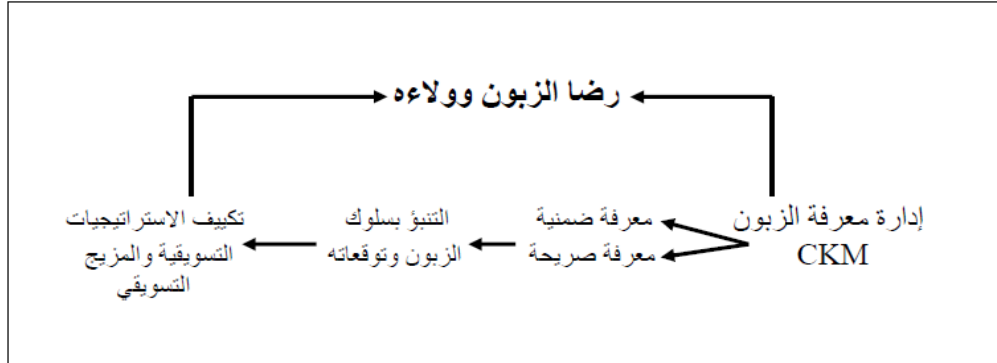 رضا الزبون وولاءه
إدارة معرفة الزبون
CKM
معرفة ضمنية
معرفة صريحة
التنبؤ بسلوك
الزبون وتوقعاته
تكييف الاستراتيجيات
التسويقية والمزيج
التسويقي